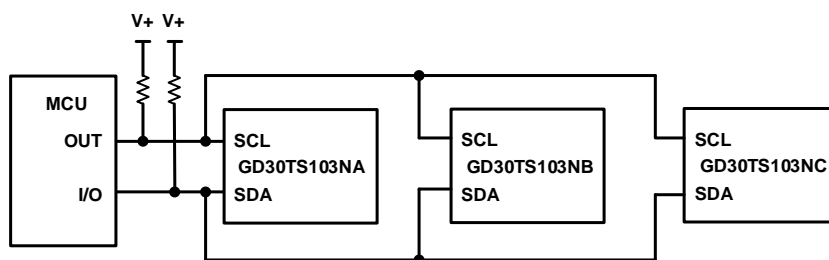 V+ V+
MCU
OUT
I/O
SCL
GD30TS103NA
SDA
SCL
GD30TS103NB
SDA
SCL
GD30TS103NC
SDA